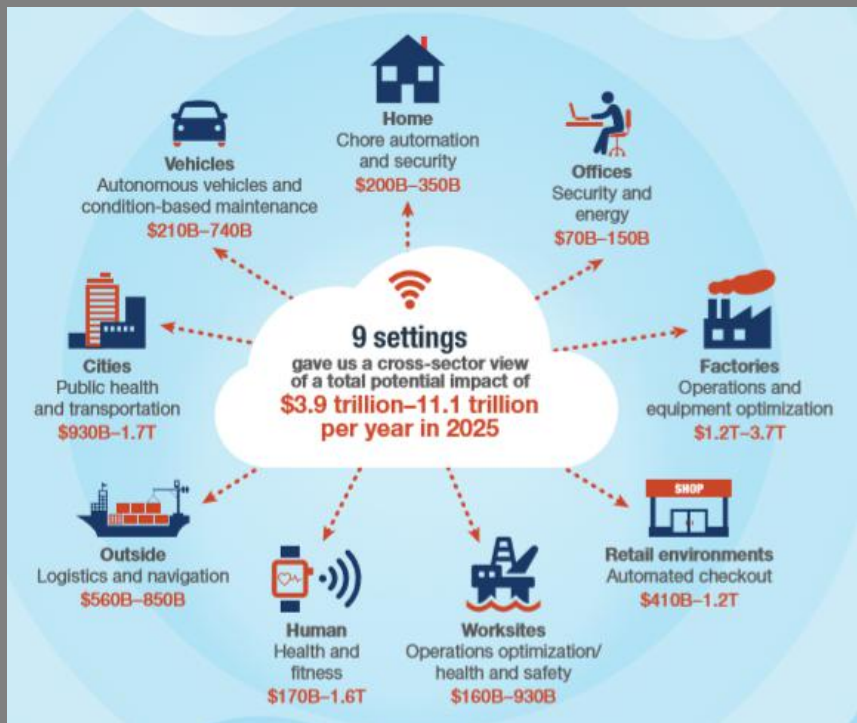 Home
Chore automation
and security
$200B–350B
Vehicles
Autonomous vehicles and
condition-based maintenance
$210B–740B
Offices
Security and
energy
$70B–150B
9 settings
gave us a cross-sector view
of a total potential impact of
$3.9 trillion–11.1 trillion
per year in 2025
Cities
Public health
and transportation
$930B–1.7T
Factories
Operations and
equipment optimization
$1.2T–3.7T
Outside
Logistics and navigation
$560B–850B
SHOP
Retail environments
Automated checkout
$410B–1.2T
Human
Health and
fitness
$170B–1.6T
Worksites
Operations optimization/
health and safety
$160B–930B